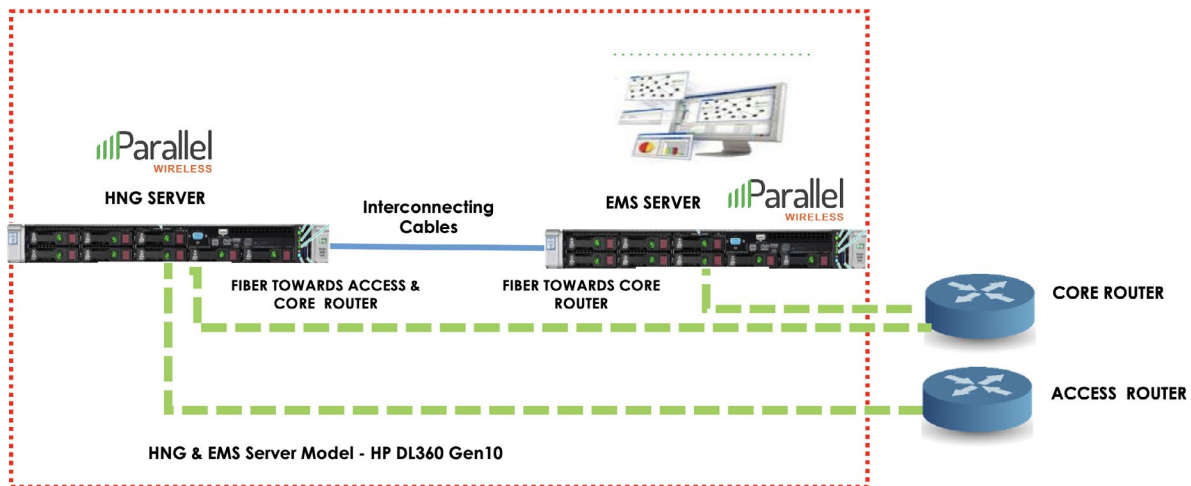 Parallel
WIRELESS
HNG SERVER
Interconnecting
Cables
EMS SERVER
Parallel
WIRELESS
FIBER TOWARDS ACCESS &
CORE ROUTER
FIBER TOWARDS CORE
ROUTER
CORE ROUTER
ACCESS ROUTER
HNG & EMS Server Model - HP DL360 Gen10